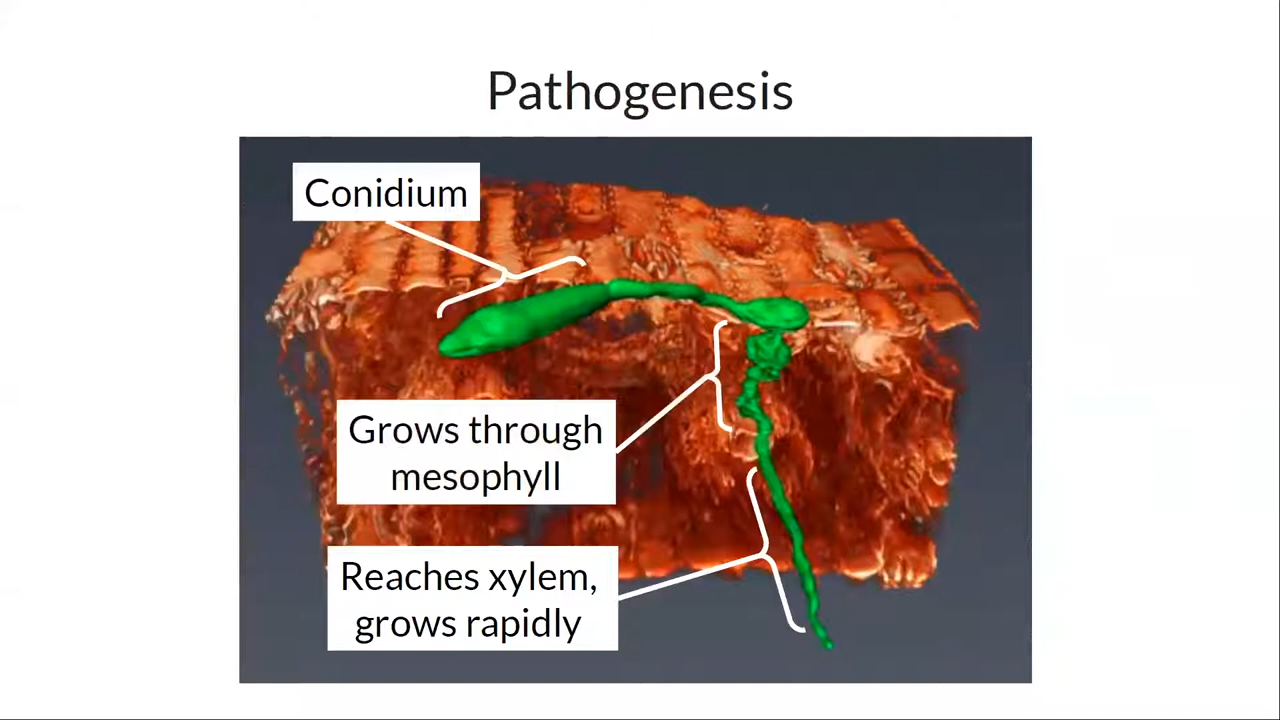 Pathogenesis
Conidium
Grows through
mesophyll
Reaches xylem,
grows rapidly